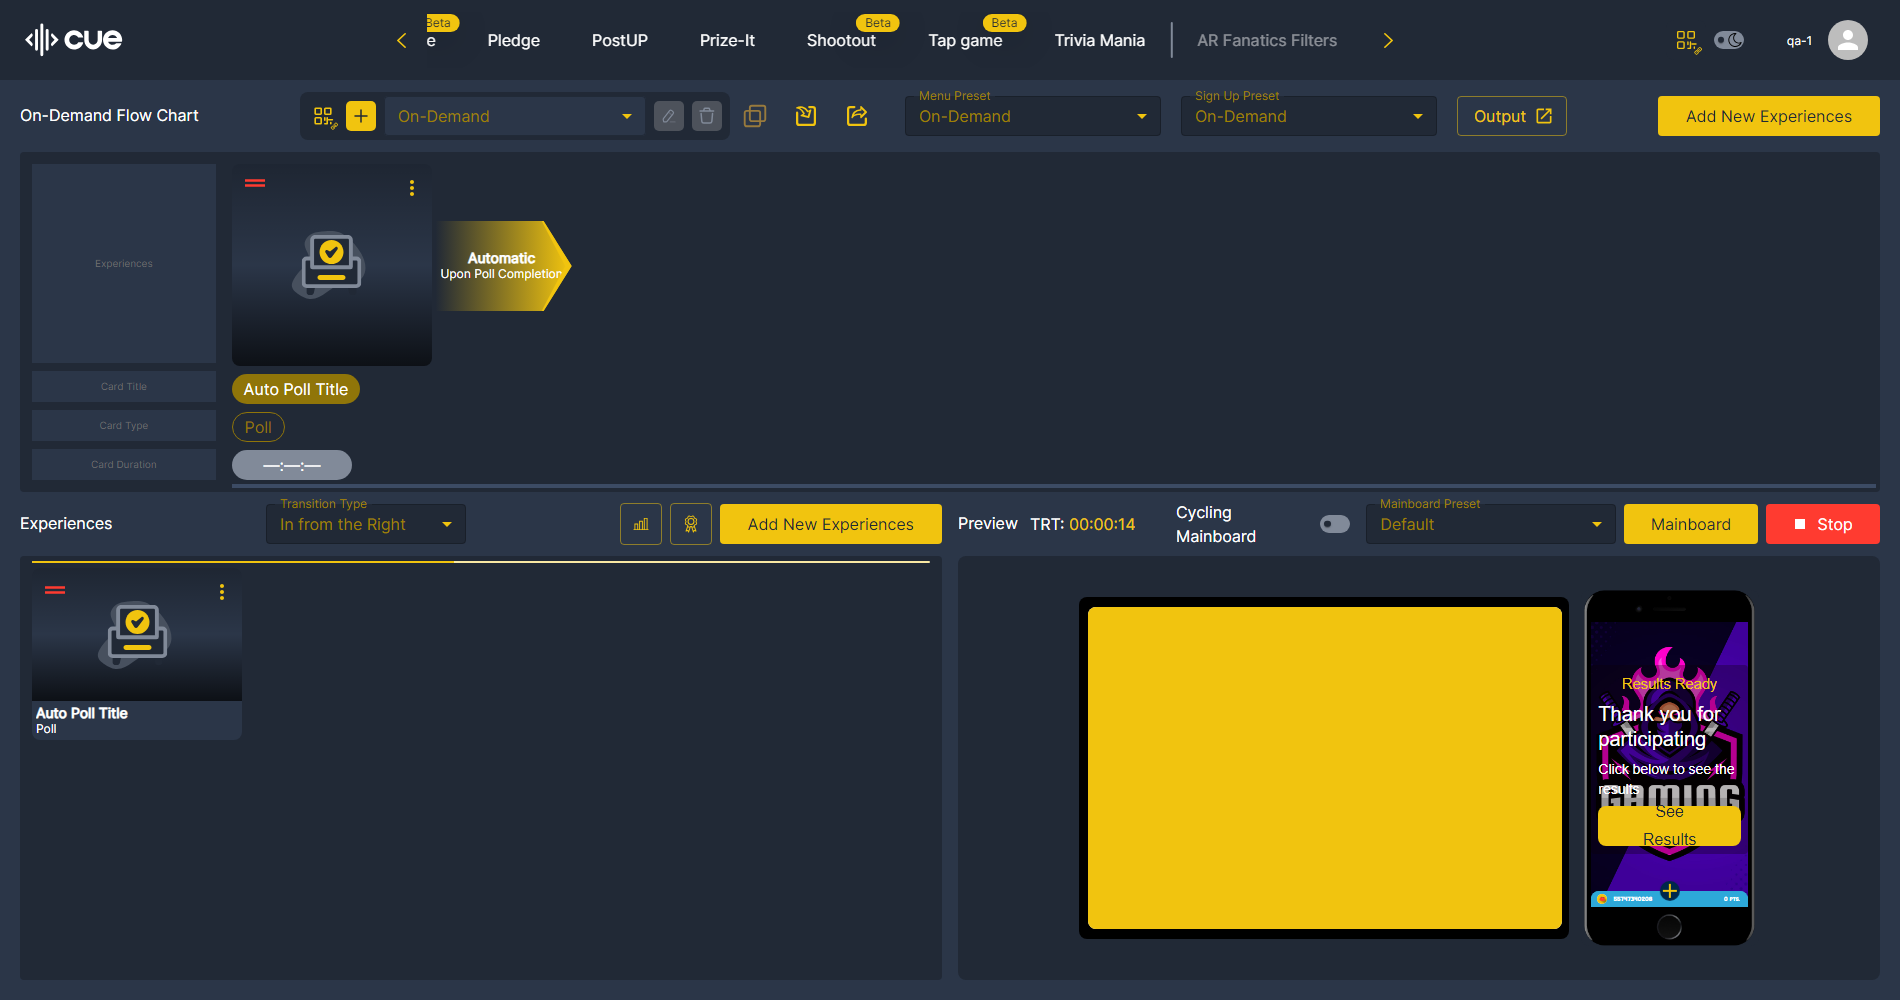 cue
Beta
e
Pledge
PostUP
Prize-It
Beta
Shootout
Beta
Tap game
Trivia Mania
AR Fanatics Filters
qa-1
On-Demand Flow Chart
On-Demand
Menu Preset
On-Demand
Sign Up Preset
On-Demand
Output
Add New Experiences
Experiences
Automatic
Upon Poll Completion
Card Title
Auto Poll Title
Card Type
Poll
Card Duration
—:—:—
Experiences
Transition Type
In from the Right
Add New Experiences
Preview
TRT: 00:00:14
Cycling
Mainboard
Mainboard Preset
Default
Mainboard
Stop
Auto Poll Title
Poll
Results Ready
Thank you for
participating
Click below to see the
results
GAMING
See
Results
55747340206
0 PTS.